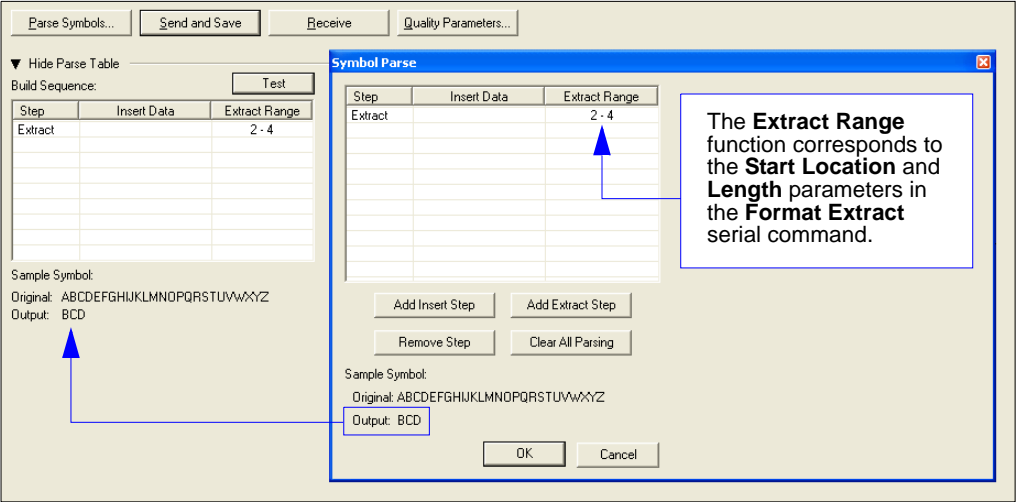 Parse Symbols... Send and Save Receive Quality Parameters...
▼ Hide Parse Table
Build Sequence: Test
Step Insert Data Extract Range
Extract 2 - 4
Sample Symbol:
Original: ABCDEFGHIJKLMNOPQRSTUVWXYZ
Output: BCD
Symbol Parse
Step Insert Data Extract Range
Extract 2 - 4
Add Insert Step Add Extract Step
Remove Step Clear All Parsing
Sample Symbol:
Original: ABCDEFGHIJKLMNOPQRSTUVWXYZ
Output: BCD
OK Cancel
The Extract Range
function corresponds to
the Start Location and
Length parameters in
the Format Extract
serial command.